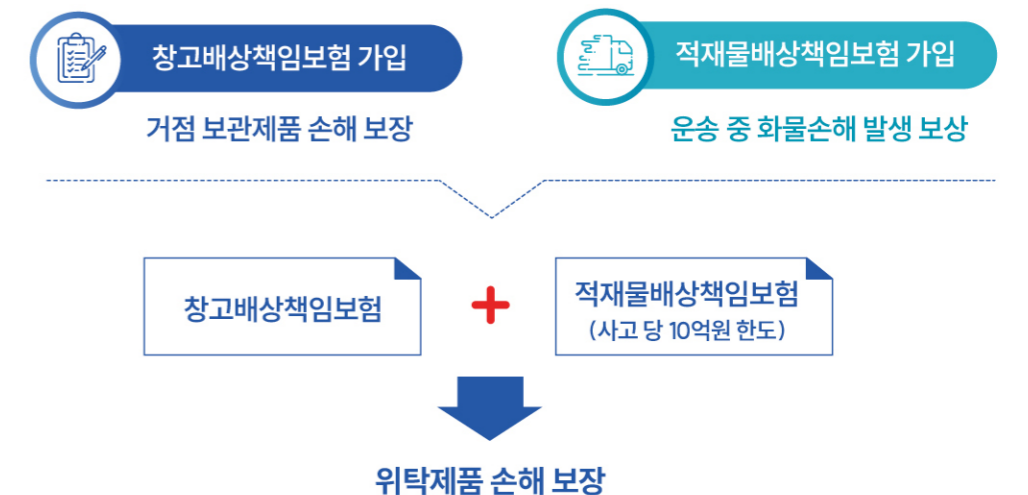 창고배상책임보험 가입
적재물배상책임보험 가입
거점 보관제품 손해 보장
운송 중 화물손해 발생 보상
창고배상책임보험
+
적재물배상책임보험
(사고 당 10억원 한도)
위탁제품 손해 보장